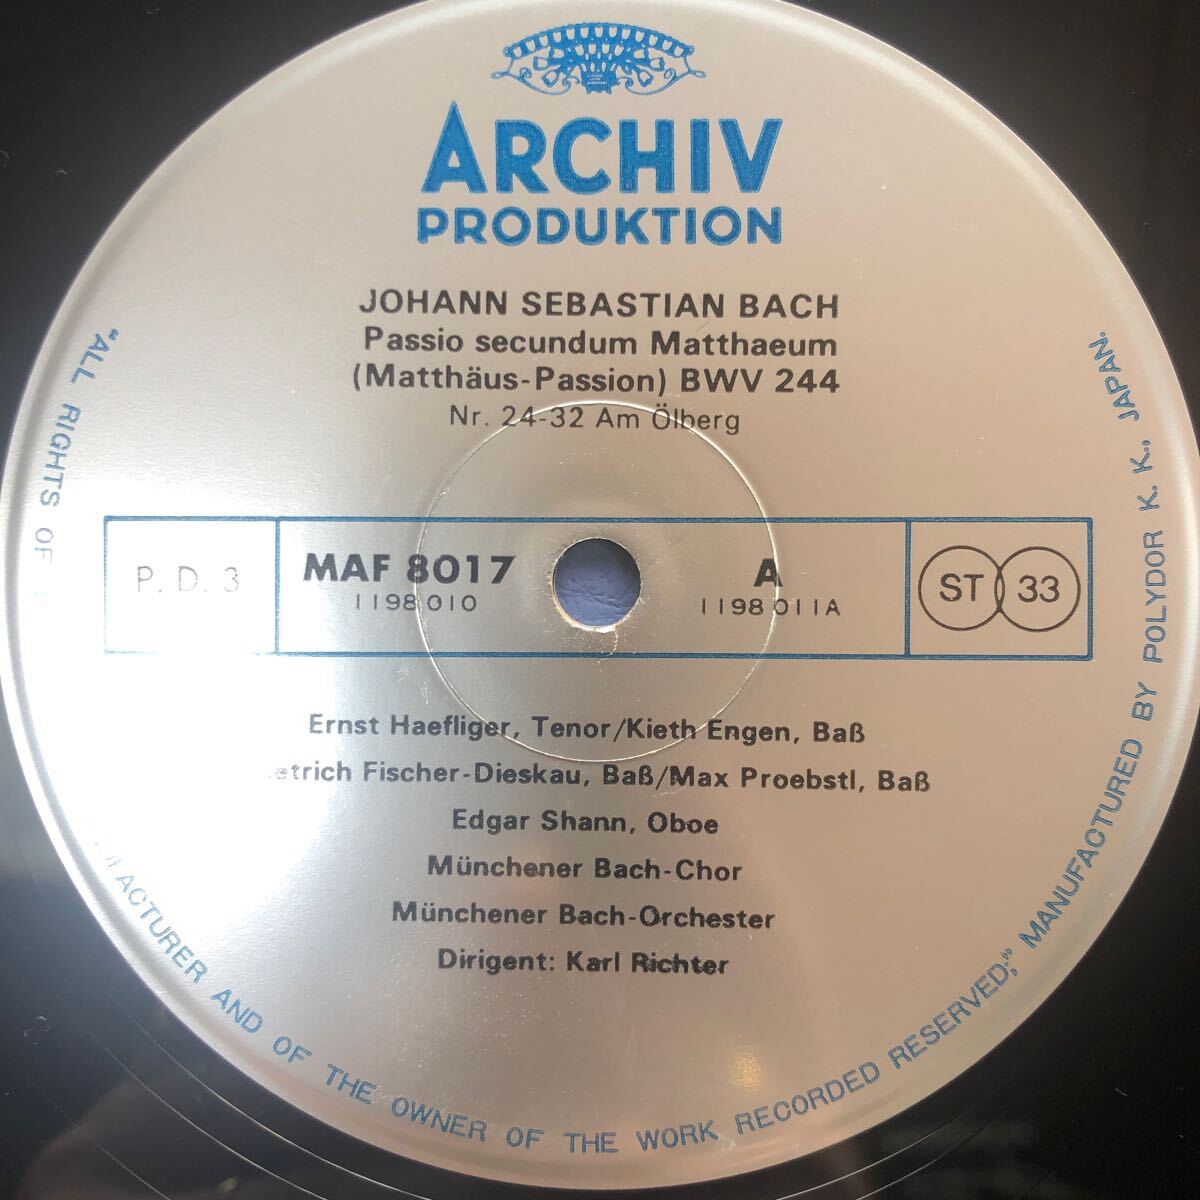 ARCHIV
PRODUKTION
JOHANN SEBASTIAN BACH
Passio secundum Matthaeum
(Matthäus-Passion) BWV 244
Nr. 24-32 Am Ölberg
P. D. 3
MAF 8017
1198 010
A
1198 011A
ST 33
Ernst Haefliger, Tenor/Kieth Engen, Baß
Fischer-Dieskau, Baß/Max Proebstl, Baß
Edgar Shann, Oboe
Münchener Bach-Chor
Münchener Bach-Orchester
Dirigent: Karl Richter
"ALL RIGHTS OF
AND OF THE OWNER OF THE WORK RECORDED RESERVED," MANUFACTURED BY POLYDOR K. K., JAPAN.